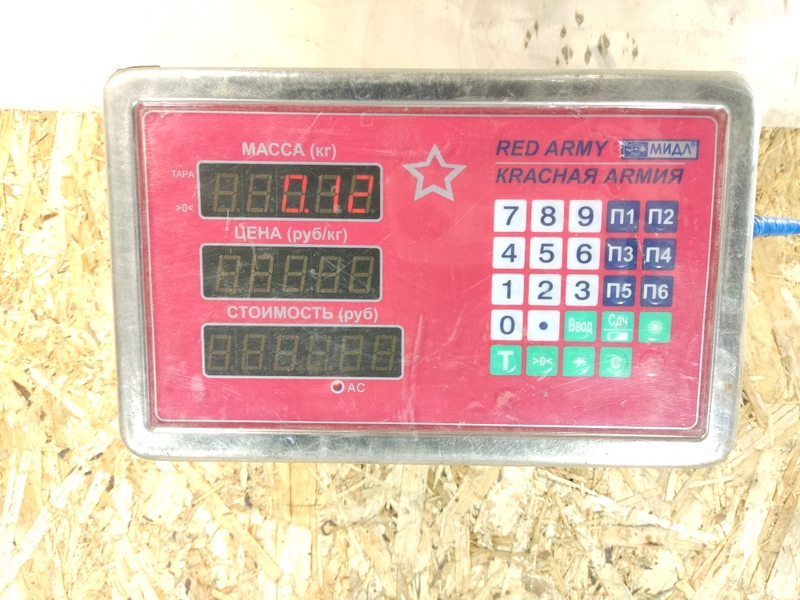 МАССА (кг)
RED ARMY МИДЛ
КРАСНАЯ АРМИЯ
ТАРА
>0<
0.12
7 8 9 П1 П2
ЦЕНА (руб/кг)
4 5 6 П3 П4
1 2 3 П5 П6
СТОИМОСТЬ (руб)
0 • Ввод Сдч
T >0< + C
AC